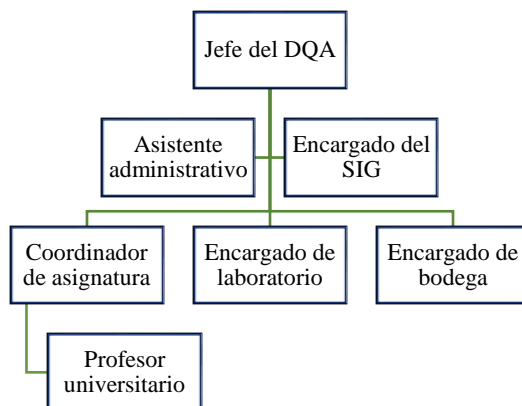 Jefe del DQA
Asistente
administrativo
Encargado del
SIG
Coordinador
de asignatura
Encargado de
laboratorio
Encargado de
bodega
Profesor
universitario